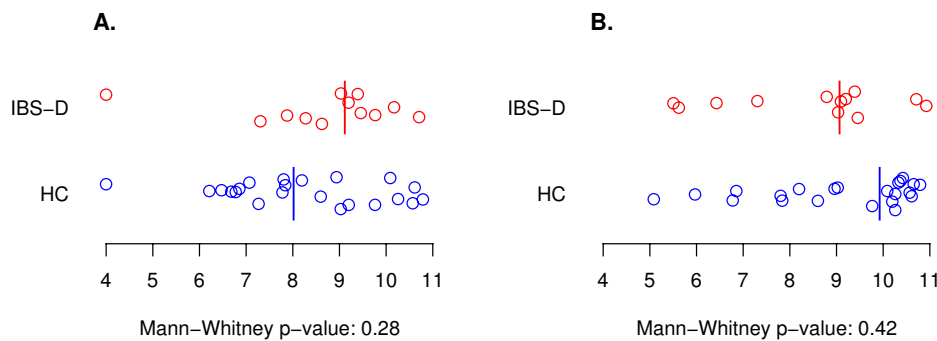 A.
IBS−D
HC
4 5 6 7 8 9 10 11
Mann−Whitney p−value: 0.28
B.
IBS−D
HC
4 5 6 7 8 9 10 11
Mann−Whitney p−value: 0.42